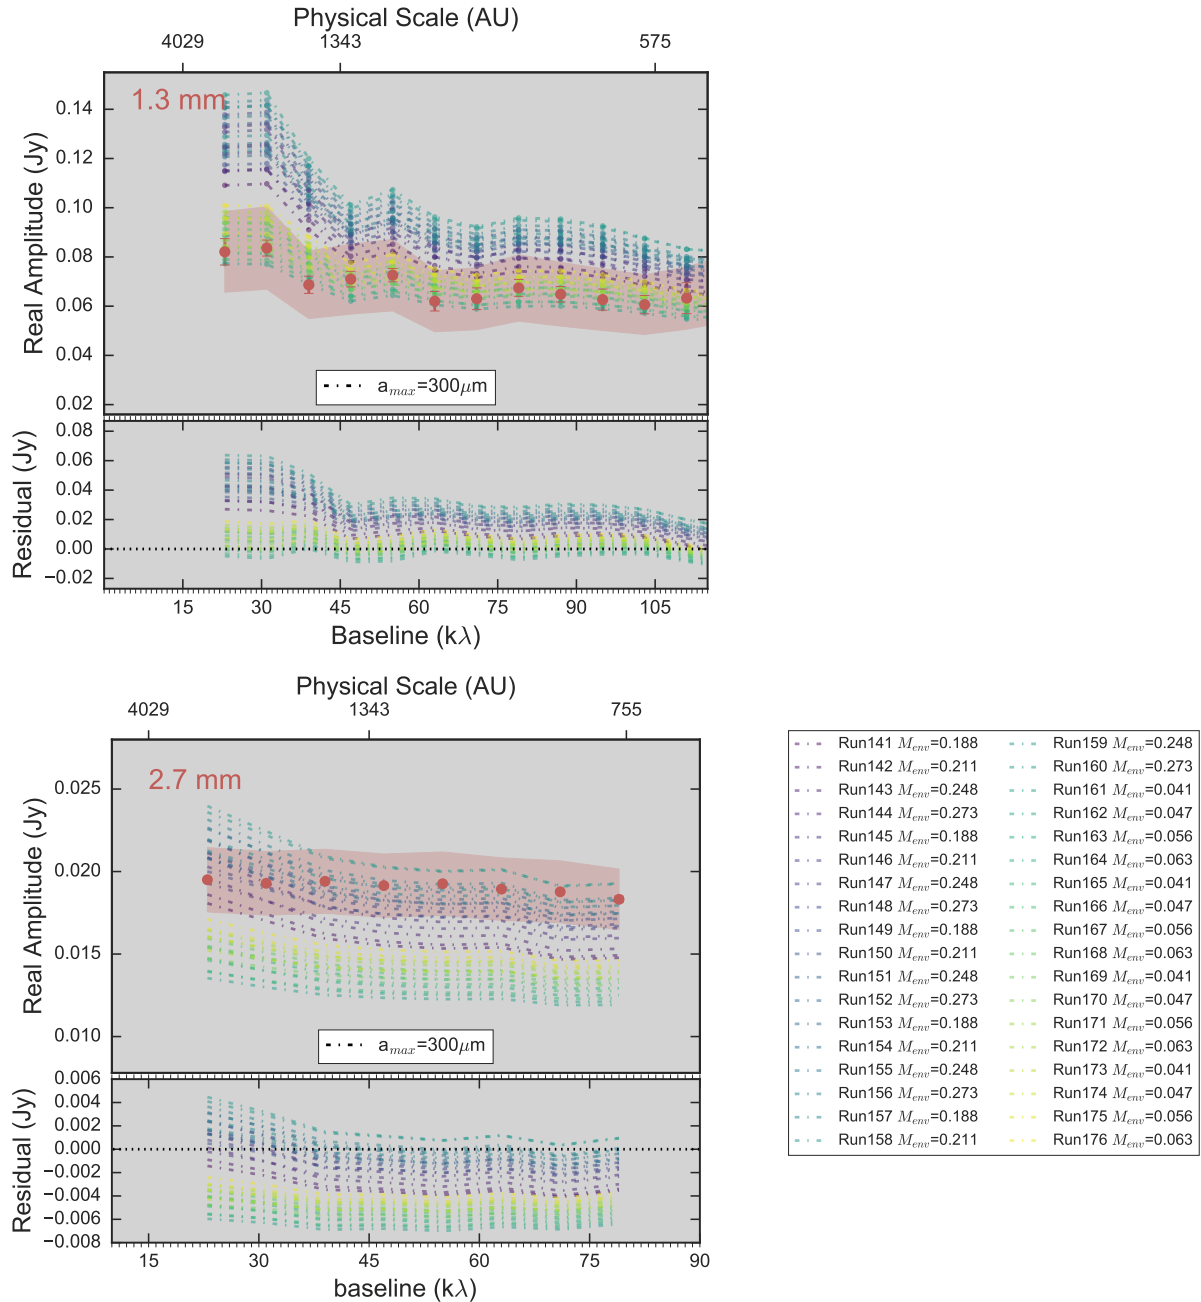 Physical Scale (AU)
4029 1343 575
1.3 mm
0.14
0.12
0.10
0.08
0.06
0.04
0.02
Real Amplitude (Jy)
a_max=300μm
0.08
0.06
0.04
0.02
0.00
−0.02
Residual (Jy)
15 30 45 60 75 90 105
Baseline (kλ)
Physical Scale (AU)
4029 1343 755
2.7 mm
0.025
0.020
0.015
0.010
Real Amplitude (Jy)
a_max=300μm
0.006
0.004
0.002
0.000
−0.002
−0.004
−0.006
−0.008
Residual (Jy)
15 30 45 60 75 90
baseline (kλ)
Run141 M_env=0.188
Run142 M_env=0.211
Run143 M_env=0.248
Run144 M_env=0.273
Run145 M_env=0.188
Run146 M_env=0.211
Run147 M_env=0.248
Run148 M_env=0.273
Run149 M_env=0.188
Run150 M_env=0.211
Run151 M_env=0.248
Run152 M_env=0.273
Run153 M_env=0.188
Run154 M_env=0.211
Run155 M_env=0.248
Run156 M_env=0.273
Run157 M_env=0.188
Run158 M_env=0.211
Run159 M_env=0.248
Run160 M_env=0.273
Run161 M_env=0.041
Run162 M_env=0.047
Run163 M_env=0.056
Run164 M_env=0.063
Run165 M_env=0.041
Run166 M_env=0.047
Run167 M_env=0.056
Run168 M_env=0.063
Run169 M_env=0.041
Run170 M_env=0.047
Run171 M_env=0.056
Run172 M_env=0.063
Run173 M_env=0.041
Run174 M_env=0.047
Run175 M_env=0.056
Run176 M_env=0.063